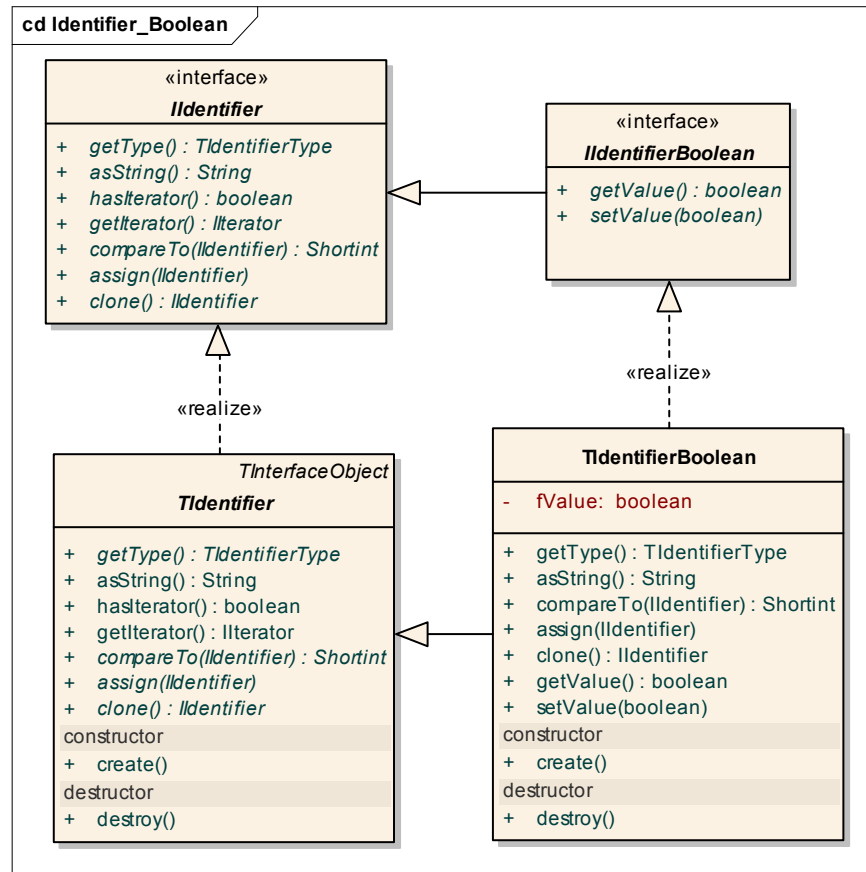 cd Identifier_Boolean
«interface»
IIdentifier
+ getType() : TIdentifierType
+ asString() : String
+ hasIterator() : boolean
+ getIterator() : IIterator
+ compareTo(IIdentifier) : Shortint
+ assign(IIdentifier)
+ clone() : IIdentifier
«interface»
IIdentifierBoolean
+ getValue() : boolean
+ setValue(boolean)
«realize»
«realize»
TInterfaceObject
TIdentifier
+ getType() : TIdentifierType
+ asString() : String
+ hasIterator() : boolean
+ getIterator() : IIterator
+ compareTo(IIdentifier) : Shortint
+ assign(IIdentifier)
+ clone() : IIdentifier
constructor
+ create()
destructor
+ destroy()
TIdentifierBoolean
- fValue: boolean
+ getType() : TIdentifierType
+ asString() : String
+ compareTo(IIdentifier) : Shortint
+ assign(IIdentifier)
+ clone() : IIdentifier
+ getValue() : boolean
+ setValue(boolean)
constructor
+ create()
destructor
+ destroy()